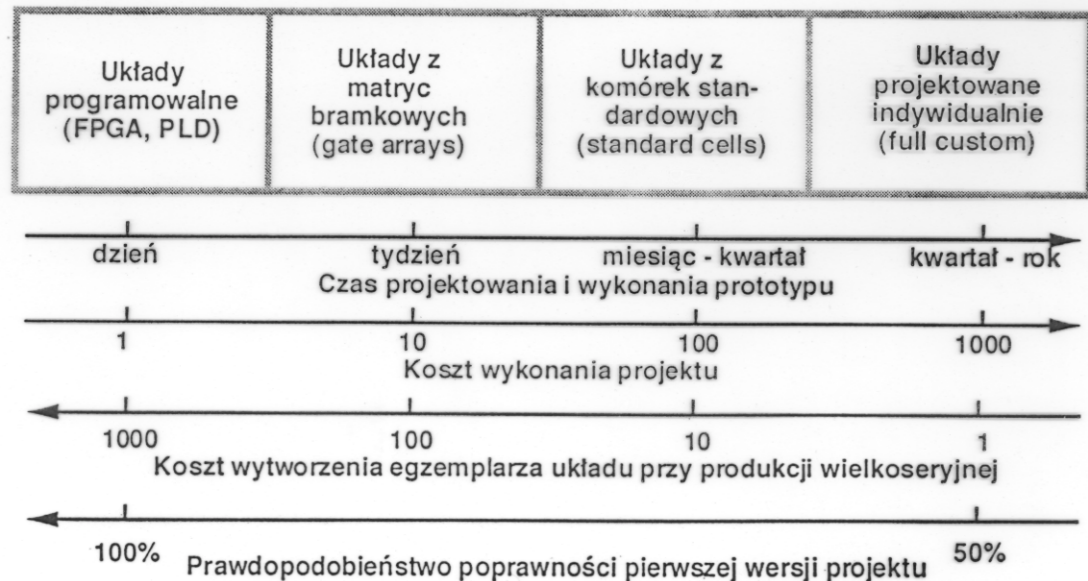 Układy
programowalne
(FPGA, PLD)
Układy z
matryc
bramkowych
(gate arrays)
Układy z
komórek stan-
dardowych
(standard cells)
Układy
projektowane
indywidualnie
(full custom)
dzień tydzień miesiąc - kwartał kwartał - rok
Czas projektowania i wykonania prototypu
1 10 100 1000
Koszt wykonania projektu
1000 100 10 1
Koszt wytworzenia egzemplarza układu przy produkcji wielkoseryjnej
100% 50%
Prawdopodobieństwo poprawności pierwszej wersji projektu